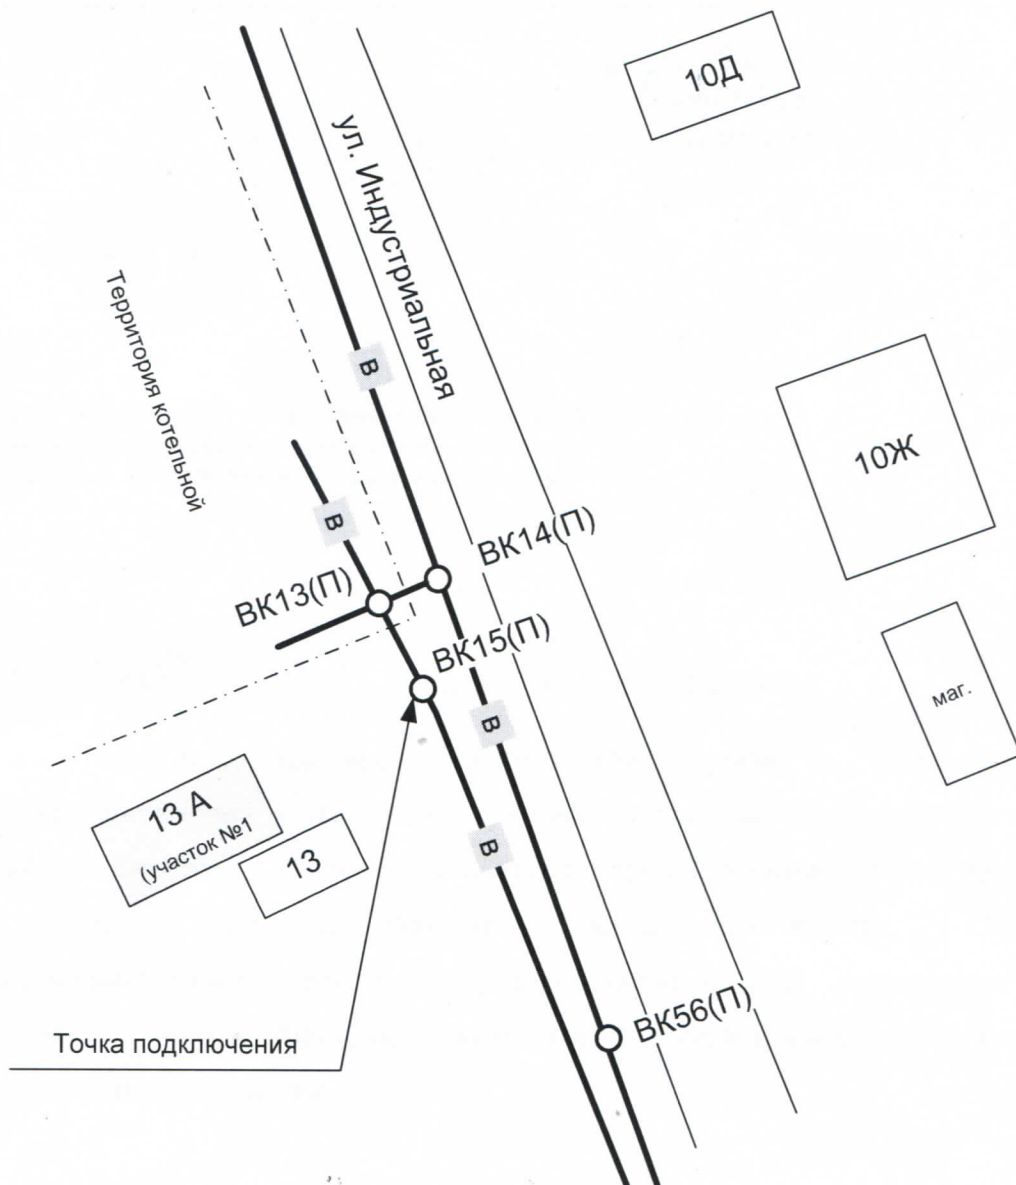 10Д
ул. Индустриальная
Территория котельной
В
10Ж
В
ВК14(П)
ВК13(П)
ВК15(П)
маг.
В
13 А
(участок №1
В
13
ВК56(П)
Точка подключения